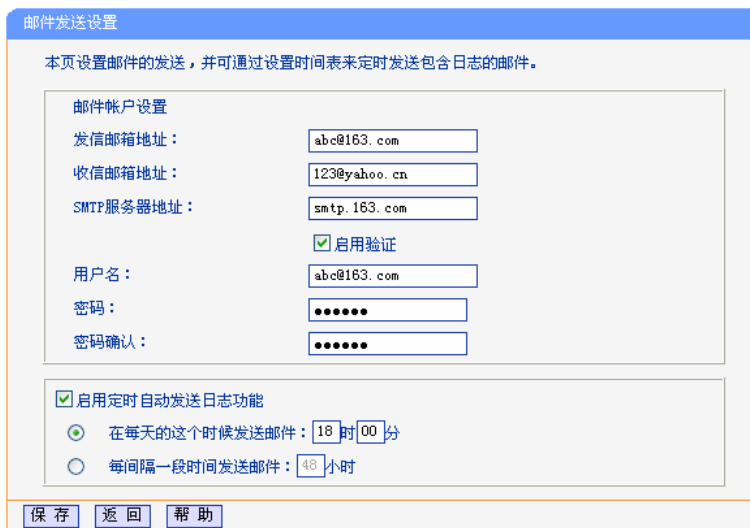 邮件发送设置
本页设置邮件的发送，并可通过设置时间表来定时发送包含日志的邮件。
邮件帐户设置
发信邮箱地址： abc@163.com
收信邮箱地址： 123@yahoo.cn
SMTP服务器地址： smtp.163.com
启用验证
用户名： abc@163.com
密码： ●●●●●●
密码确认： ●●●●●●
启用定时自动发送日志功能
在每天的这个时候发送邮件： 18 时 00 分
每间隔一段时间发送邮件： 48 小时
保存 返回 帮助